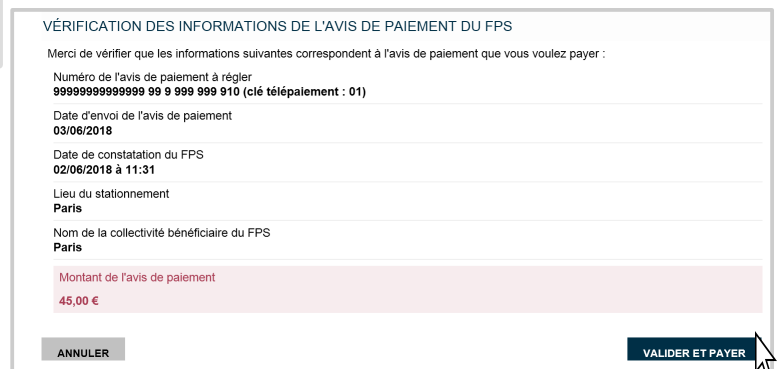 VÉRIFICATION DES INFORMATIONS DE L'AVIS DE PAIEMENT DU FPS
Merci de vérifier que les informations suivantes correspondent à l'avis de paiement que vous voulez payer :
Numéro de l'avis de paiement à régler
99999999999999 99 9 999 999 910 (clé télépaiement : 01)
Date d'envoi de l'avis de paiement
03/06/2018
Date de constatation du FPS
02/06/2018 à 11:31
Lieu du stationnement
Paris
Nom de la collectivité bénéficiaire du FPS
Paris
Montant de l'avis de paiement
45,00 €
ANNULER
VALIDER ET PAYER